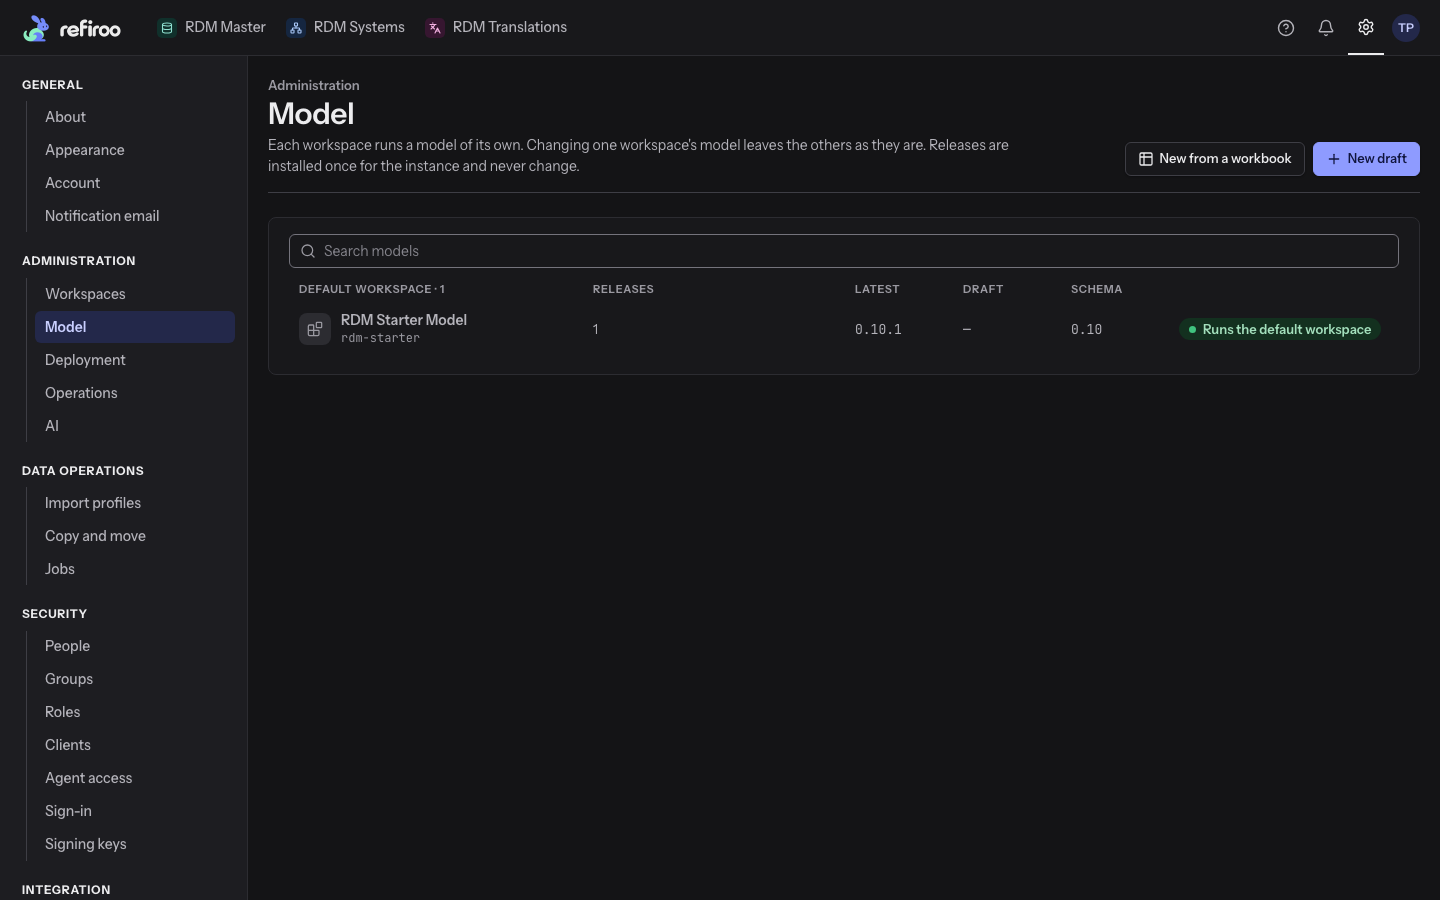 refiroo
RDM Master
RDM Systems
RDM Translations
TP
GENERAL
About
Appearance
Account
Notification email
ADMINISTRATION
Workspaces
Model
Deployment
Operations
AI
DATA OPERATIONS
Import profiles
Copy and move
Jobs
SECURITY
People
Groups
Roles
Clients
Agent access
Sign-in
Signing keys
INTEGRATION
Administration
Model
Each workspace runs a model of its own. Changing one workspace's model leaves the others as they are. Releases are
installed once for the instance and never change.
New from a workbook
New draft
Search models
DEFAULT WORKSPACE · 1 RELEASES LATEST DRAFT SCHEMA
RDM Starter Model
rdm-starter
1 0.10.1 — 0.10 Runs the default workspace